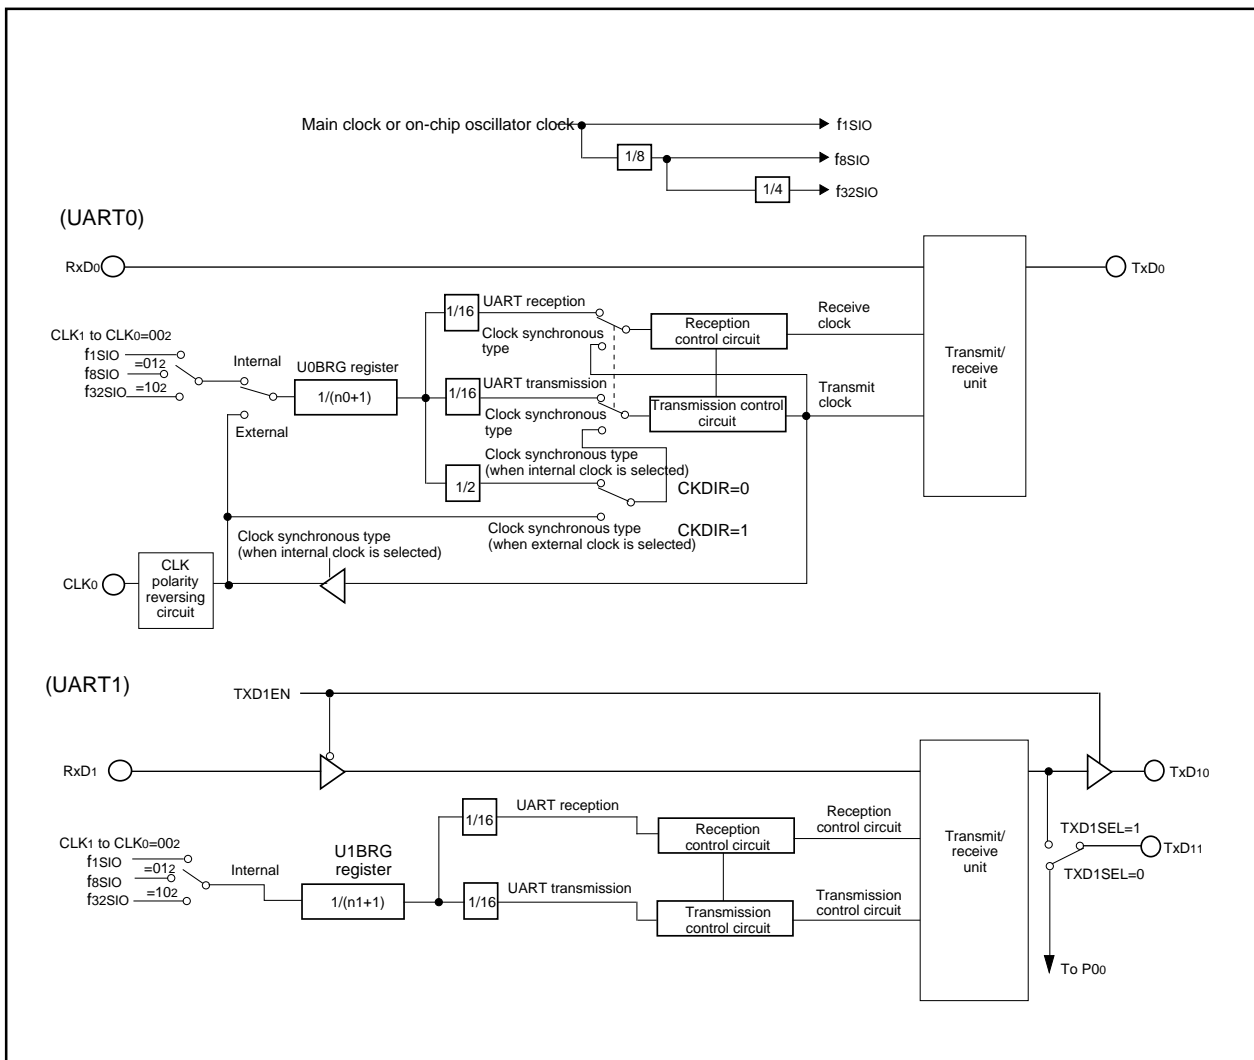 Main clock or on-chip oscillator clock
f1SIO
1/8
f8SIO
1/4
f32SIO
(UART0)
RxD0
TxD0
1/16
UART reception
Clock synchronous
type
Reception
control circuit
Receive
clock
Transmit/
receive
unit
CLK1 to CLK0=002
f1SIO
=012
f8SIO
=102
f32SIO
Internal
External
U0BRG register
1/(n0+1)
1/16
UART transmission
Clock synchronous
type
Transmission control
circuit
Transmit
clock
Clock synchronous type
(when internal clock is selected)
1/2
CKDIR=0
Clock synchronous type
(when external clock is selected)
CKDIR=1
Clock synchronous type
(when internal clock is selected)
CLK0
CLK
polarity
reversing
circuit
(UART1)
TXD1EN
RxD1
TxD10
1/16
UART reception
Reception
control circuit
Reception
control circuit
Transmit/
receive
unit
TXD1SEL=1
TxD11
TXD1SEL=0
CLK1 to CLK0=002
f1SIO
=012
f8SIO
=102
f32SIO
Internal
U1BRG
register
1/(n1+1)
1/16
UART transmission
Transmission
control circuit
Transmission
control circuit
To P00